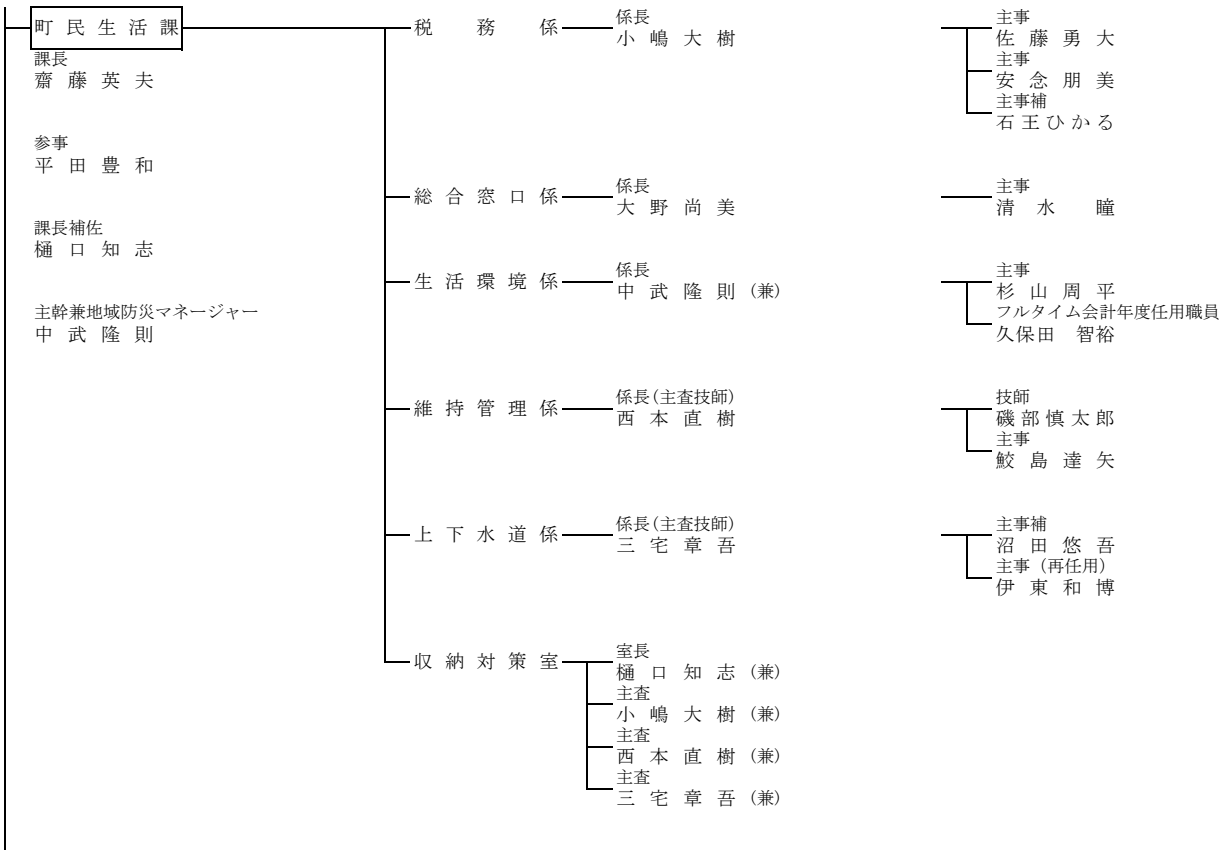 町民生活課
課長
齋藤英夫
参事
平田豊和
課長補佐
樋口知志
主幹兼地域防災マネージャー
中武隆則
税務係
係長
小嶋大樹
主事
佐藤勇大
主事
安念朋美
主事補
石王ひかる
総合窓口係
係長
大野尚美
主事
清水瞳
生活環境係
係長
中武隆則(兼)
主事
杉山周平
フルタイム会計年度任用職員
久保田 智裕
維持管理係
係長(主査技師)
西本直樹
技師
磯部慎太郎
主事
鮫島達矢
上下水道係
係長(主査技師)
三宅章吾
主事補
沼田悠吾
主事(再任用)
伊東和博
収納対策室
室長
樋口知志(兼)
主査
小嶋大樹(兼)
主査
西本直樹(兼)
主査
三宅章吾(兼)